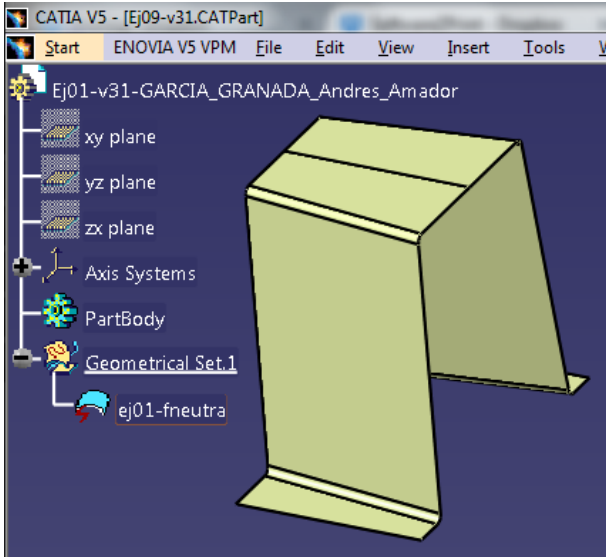 CATIA V5 - [Ej09-v31.CATPart]
Start ENOVIA V5 VPM File Edit View Insert Tools
Ej01-v31-GARCIA_GRANADA_Andres_Amador
xy plane
yz plane
zx plane
Axis Systems
PartBody
Geometrical Set.1
ej01-fneutra